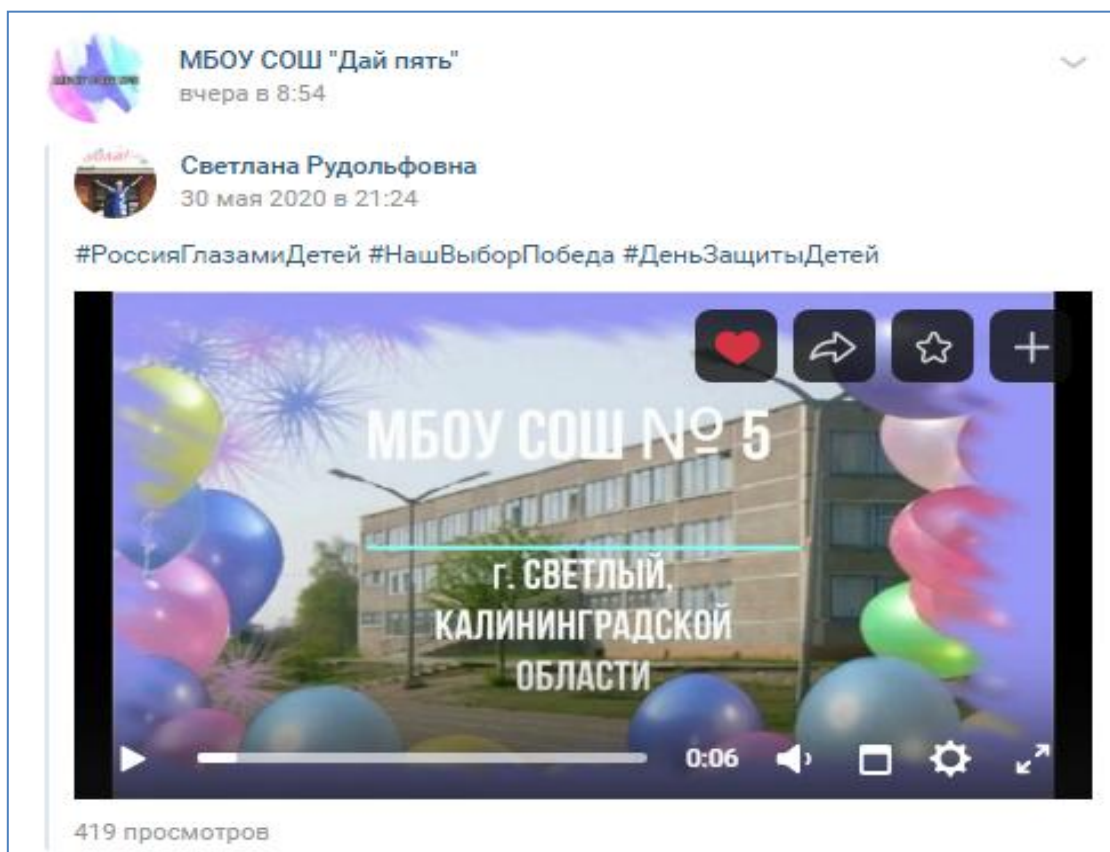 МБОУ СОШ "Дай пять"
вчера в 8:54
Светлана Рудольфовна
30 мая 2020 в 21:24
#РоссияГлазамиДетей #НашВыборПобеда #ДеньЗащитыДетей
МБОУ СОШ № 5
г. СВЕТЛЫЙ,
КАЛИНИНГРАДСКОЙ
ОБЛАСТИ
0:06
419 просмотров